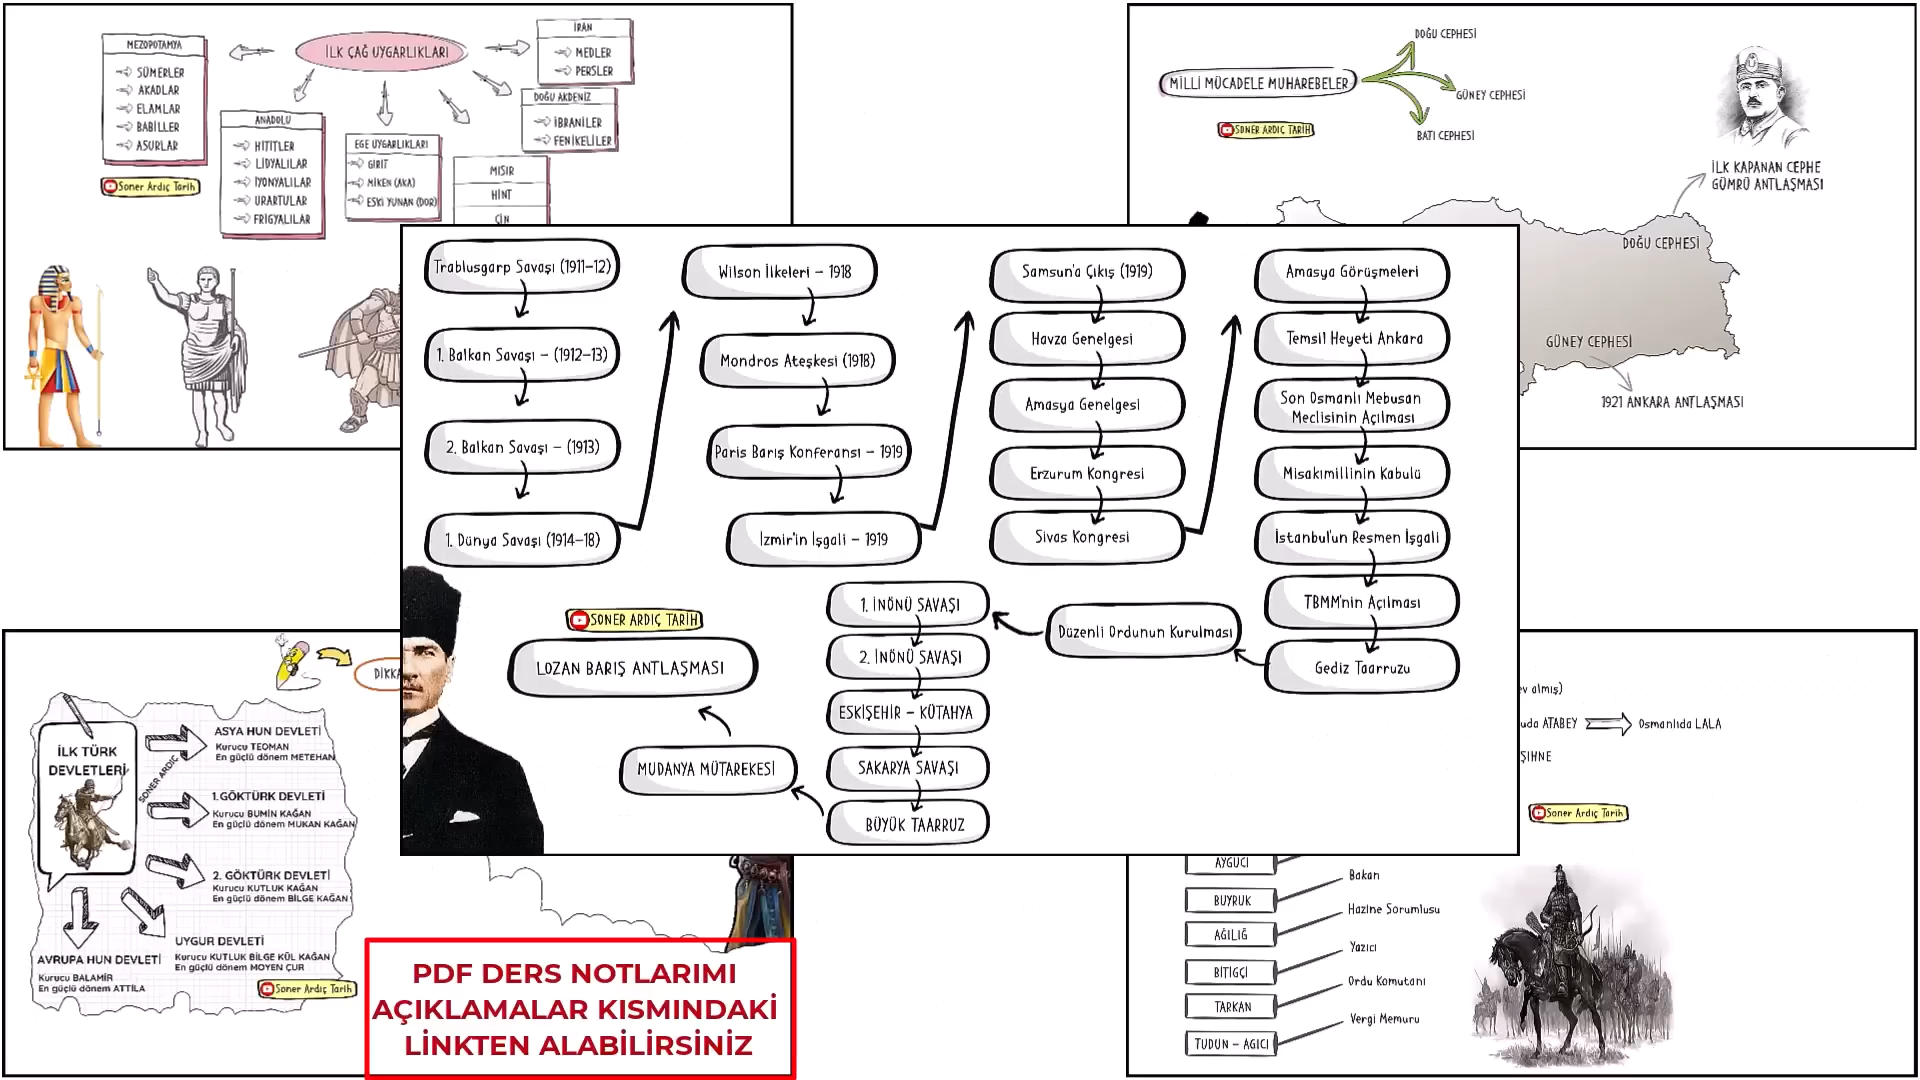 İLK ÇAĞ UYGARLIKLARI
MEZOPOTAMYA
SÜMERLER
AKADLAR
ELAMLAR
BABİLLER
ASURLAR
Soner Ardıç Tarih
ANADOLU
HİTİTLER
LİDYALILAR
İYONYALILAR
URARTULAR
FRİGYALILAR
EGE UYGARLIKLARI
GİRİT
MİKEN (AKA)
ESKİ YUNAN (DOR)
MISIR
HİNT
ÇİN
İRAN
MEDLER
PERSLER
DOĞU AKDENİZ
İBRANİLER
FENİKELİLER
MİLLİ MÜCADELE MUHAREBELER
DOĞU CEPHESİ
GÜNEY CEPHESİ
BATI CEPHESİ
SONER ARDIÇ TARİH
İLK KAPANAN CEPHE
GÜMRÜ ANTLAŞMASI
DOĞU CEPHESİ
GÜNEY CEPHESİ
1921 ANKARA ANTLAŞMASI
Trablusgarp Savaşı (1911-12)
1. Balkan Savaşı - (1912-13)
2. Balkan Savaşı - (1913)
1. Dünya Savaşı (1914-18)
Wilson İlkeleri - 1918
Mondros Ateşkesi (1918)
Paris Barış Konferansı - 1919
İzmir'in İşgali - 1919
Samsun'a Çıkış (1919)
Havza Genelgesi
Amasya Genelgesi
Erzurum Kongresi
Sivas Kongresi
Amasya Görüşmeleri
Temsil Heyeti Ankara
Son Osmanlı Mebusan
Meclisinin Açılması
Misakımillinin Kabulü
İstanbul'un Resmen İşgali
TBMM'nin Açılması
Gediz Taarruzu
Düzenli Ordunun Kurulması
1. İNÖNÜ SAVAŞI
2. İNÖNÜ SAVAŞI
ESKİŞEHİR - KÜTAHYA
SAKARYA SAVAŞI
BÜYÜK TAARRUZ
MUDANYA MÜTAREKESİ
LOZAN BARIŞ ANTLAŞMASI
SONER ARDIÇ TARİH
İLK TÜRK
DEVLETLERİ
SONER ARDIÇ
ASYA HUN DEVLETİ
Kurucu TEOMAN
En güçlü dönem METEHAN
1.GÖKTÜRK DEVLETİ
Kurucu BUMİN KAĞAN
En güçlü dönem MUKAN KAĞAN
2. GÖKTÜRK DEVLETİ
Kurucu KUTLUK KAĞAN
En güçlü dönem BİLGE KAĞAN
UYGUR DEVLETİ
Kurucu KUTLUK BİLGE KÜL KAĞAN
En güçlü dönem MOYEN ÇUR
AVRUPA HUN DEVLETİ
Kurucu BALAMİR
En güçlü dönem ATTİLA
Soner Ardıç Tarih
PDF DERS NOTLARIMI
AÇIKLAMALAR KISMINDAKİ
LİNKTEN ALABİLİRSİNİZ
almış)
ATABEY
Osmanlıda LALA
ŞIHNE
Soner Ardıç Tarih
AYGUCI
BUYRUK
Bakan
AĞILIĞ
Hazine Sorumlusu
BİTİGÇİ
Yazıcı
TARKAN
Ordu Komutanı
TUDUN - AGICI
Vergi Memuru